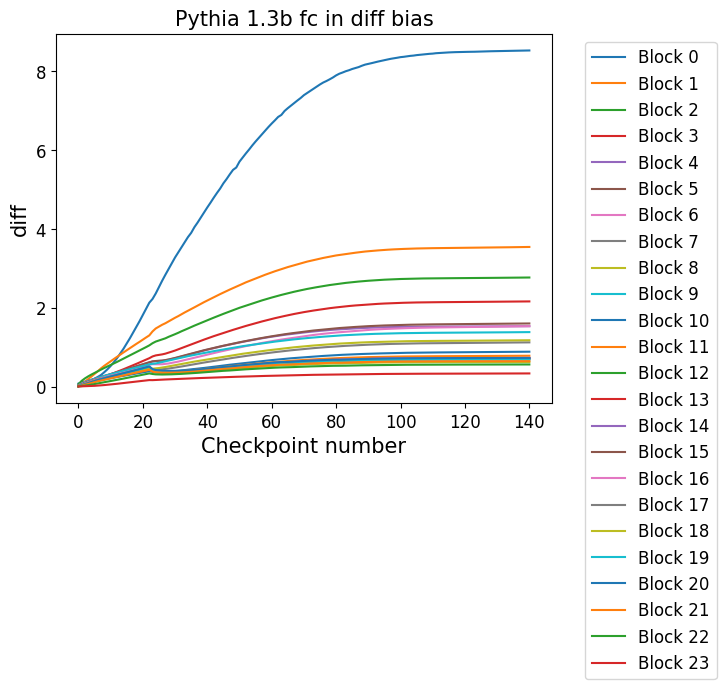 Pythia 1.3b fc in diff bias
diff
8
6
4
2
0
0 20 40 60 80 100 120 140
Checkpoint number
Block 0
Block 1
Block 2
Block 3
Block 4
Block 5
Block 6
Block 7
Block 8
Block 9
Block 10
Block 11
Block 12
Block 13
Block 14
Block 15
Block 16
Block 17
Block 18
Block 19
Block 20
Block 21
Block 22
Block 23